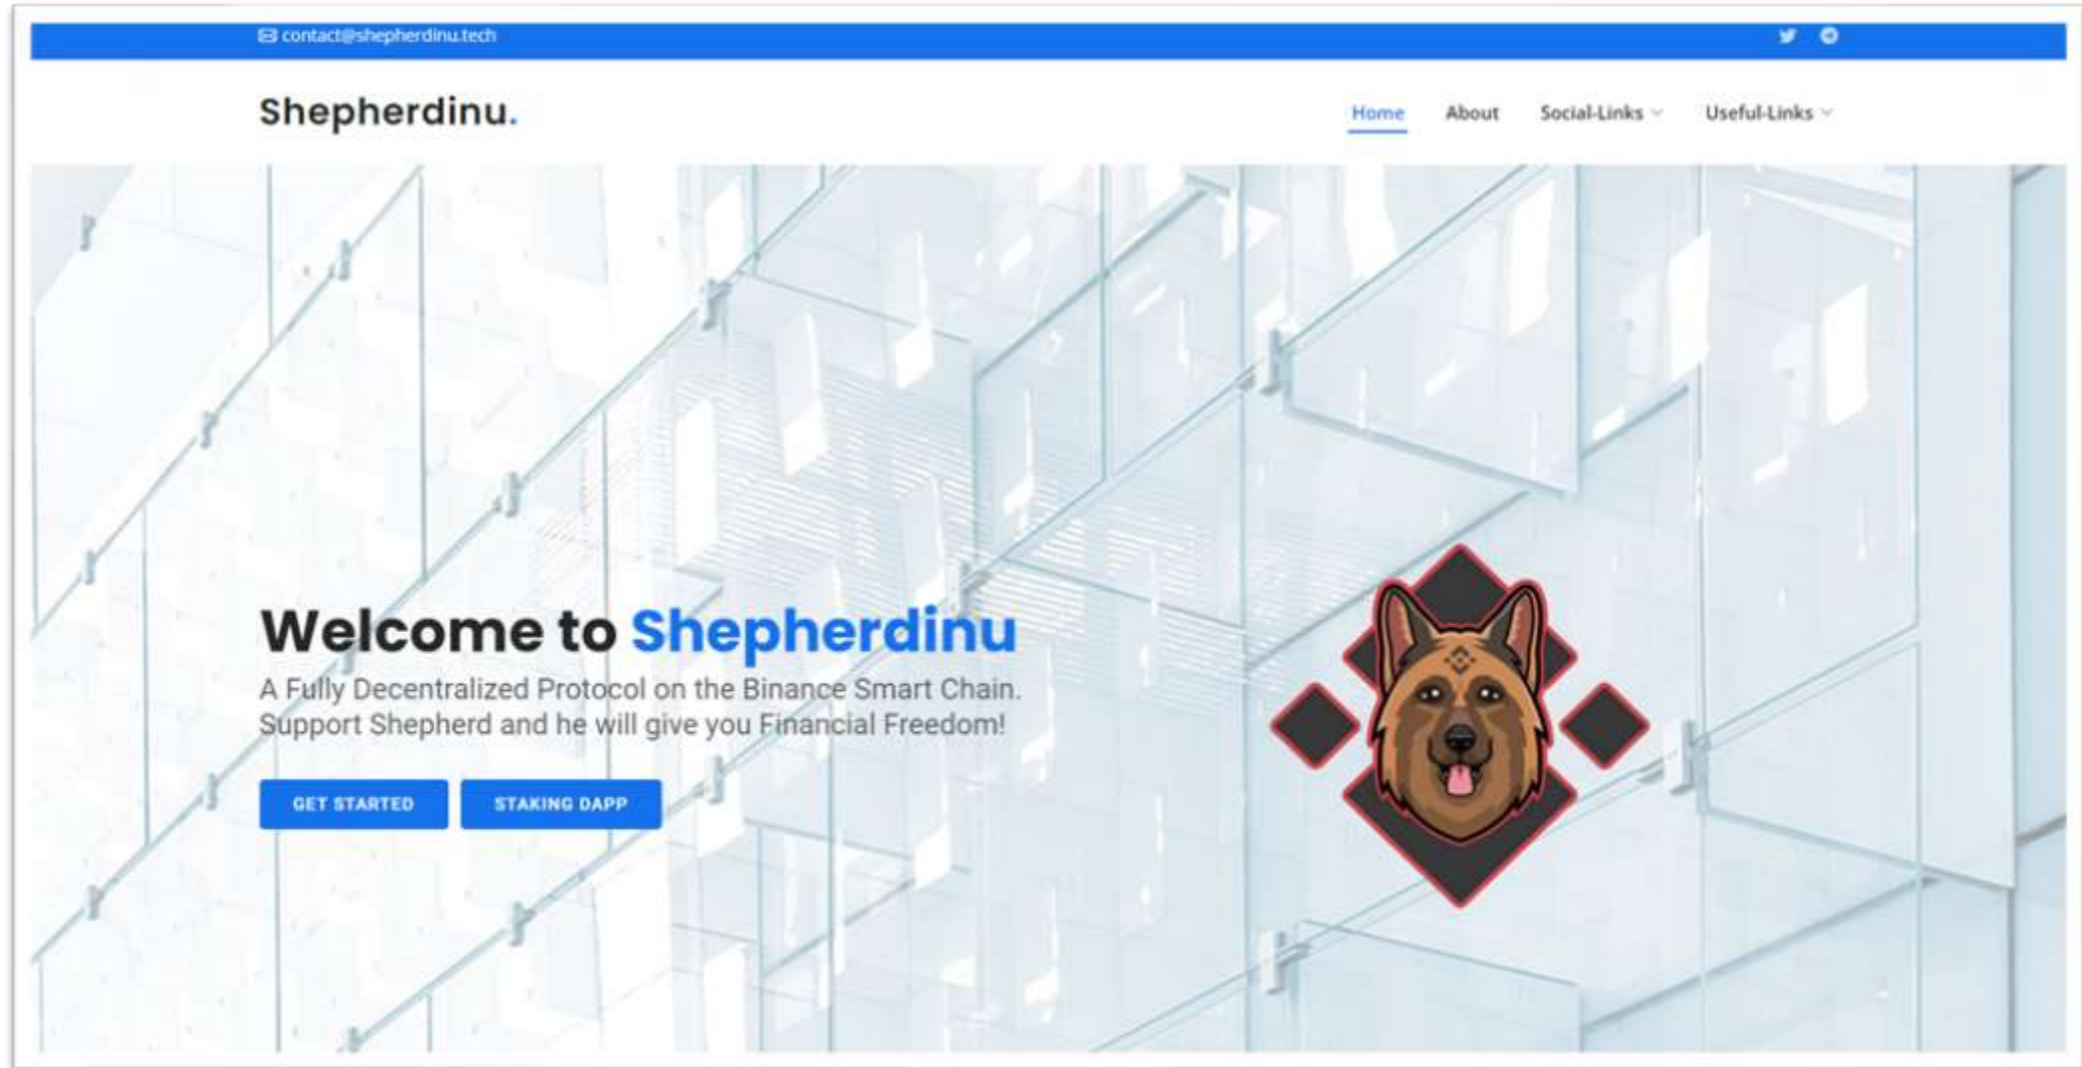 contact@shepherdinu.tech
Shepherdinu.
Home About Social-Links Useful-Links
Welcome to Shepherdinu
A Fully Decentralized Protocol on the Binance Smart Chain.
Support Shepherd and he will give you Financial Freedom!
GET STARTED STAKING DAPP